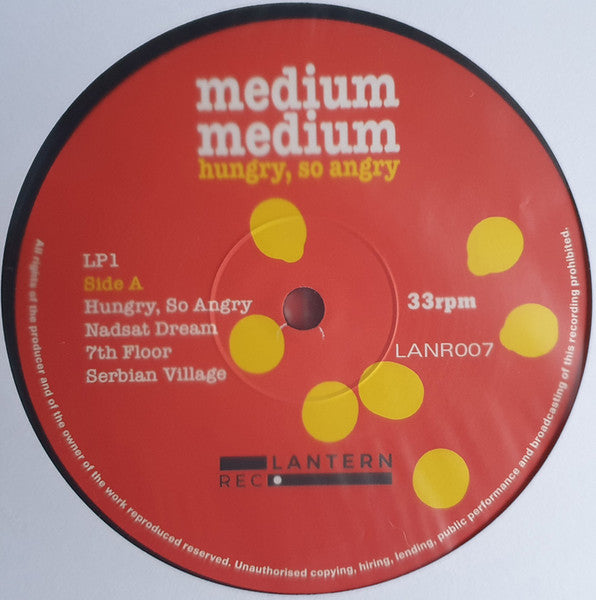 medium
medium
hungry, so angry
LP1
Side A
Hungry, So Angry
Nadsat Dream
7th Floor
Serbian Village
33rpm
LANR007
LANTERN
REC
All rights of the producer and of the owner of the work reproduced reserved. Unauthorised copying, hiring, lending, public performance and broadcasting of this recording prohibited.